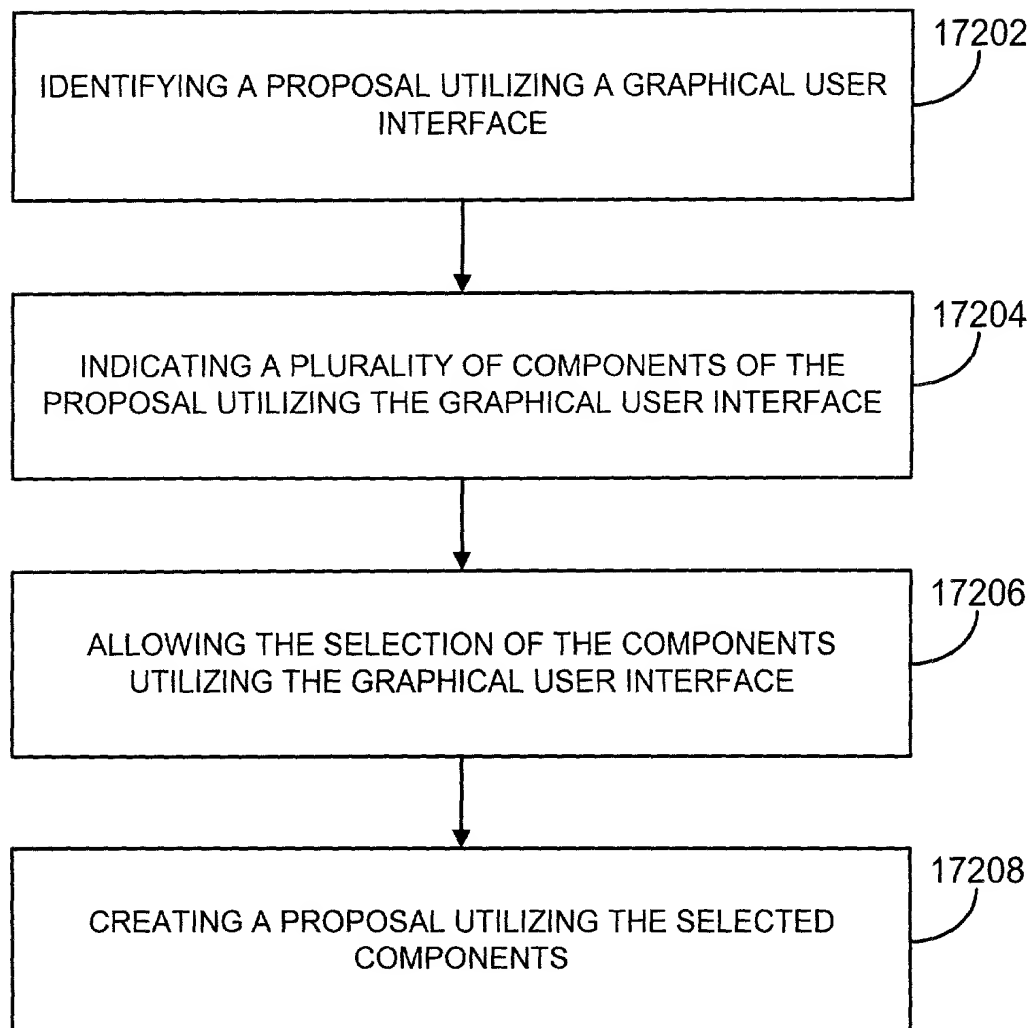 17202
IDENTIFYING A PROPOSAL UTILIZING A GRAPHICAL USER
INTERFACE
17204
INDICATING A PLURALITY OF COMPONENTS OF THE
PROPOSAL UTILIZING THE GRAPHICAL USER INTERFACE
17206
ALLOWING THE SELECTION OF THE COMPONENTS
UTILIZING THE GRAPHICAL USER INTERFACE
17208
CREATING A PROPOSAL UTILIZING THE SELECTED
COMPONENTS